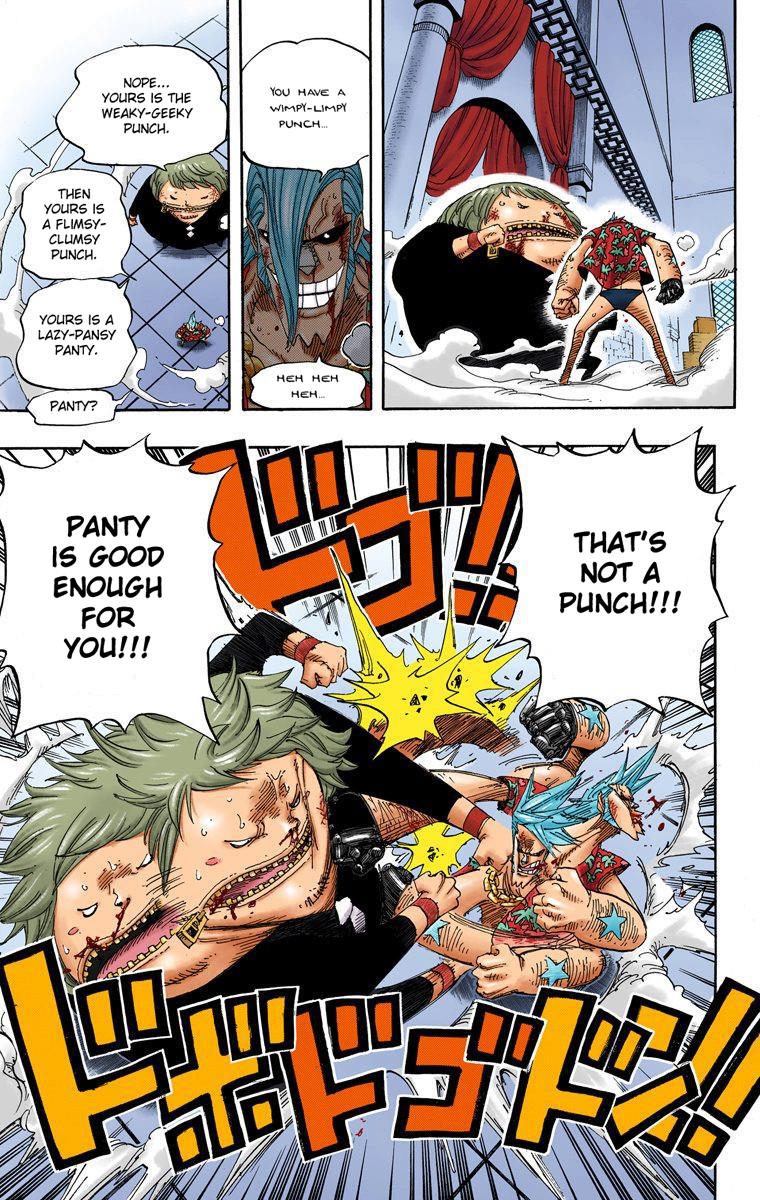 YOU HAVE A
WIMPY-LIMPY
PUNCH...
HEH HEH
HEH...
NOPE...
YOURS IS THE
WEAKY-GEEKY
PUNCH.
THEN
YOURS IS
A FLIMSY-
CLUMSY
PUNCH.
YOURS IS A
LAZY-PANSY
PANTY.
PANTY?
THAT'S
NOT A
PUNCH!!!
ドゴ!!
PANTY
IS GOOD
ENOUGH
FOR
YOU!!!
ドボドゴドン!!